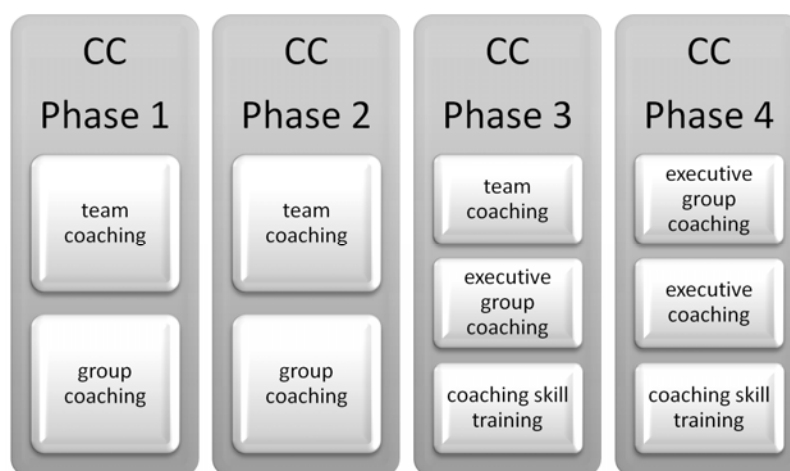 CC
Phase 1
team
coaching
group
coaching
CC
Phase 2
team
coaching
group
coaching
CC
Phase 3
team
coaching
executive
group
coaching
coaching skill
training
CC
Phase 4
executive
group
coaching
executive
coaching
coaching skill
training